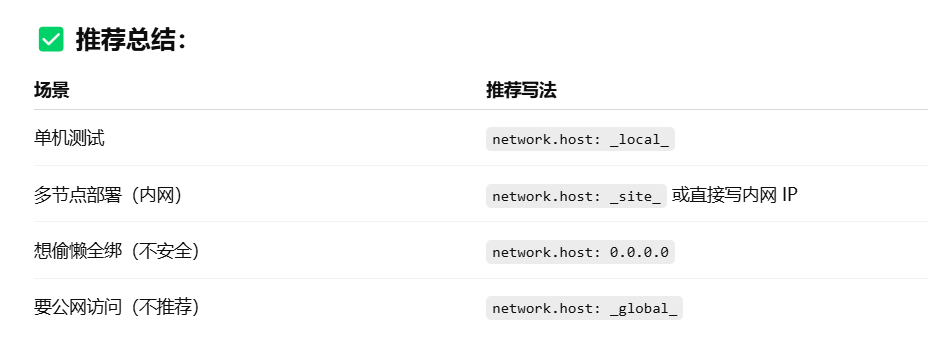 ✅ 推荐总结：
场景 推荐写法
单机测试 network.host: _local_
多节点部署（内网） network.host: _site_ 或直接写内网 IP
想偷懒全绑（不安全） network.host: 0.0.0.0
要公网访问（不推荐） network.host: _global_